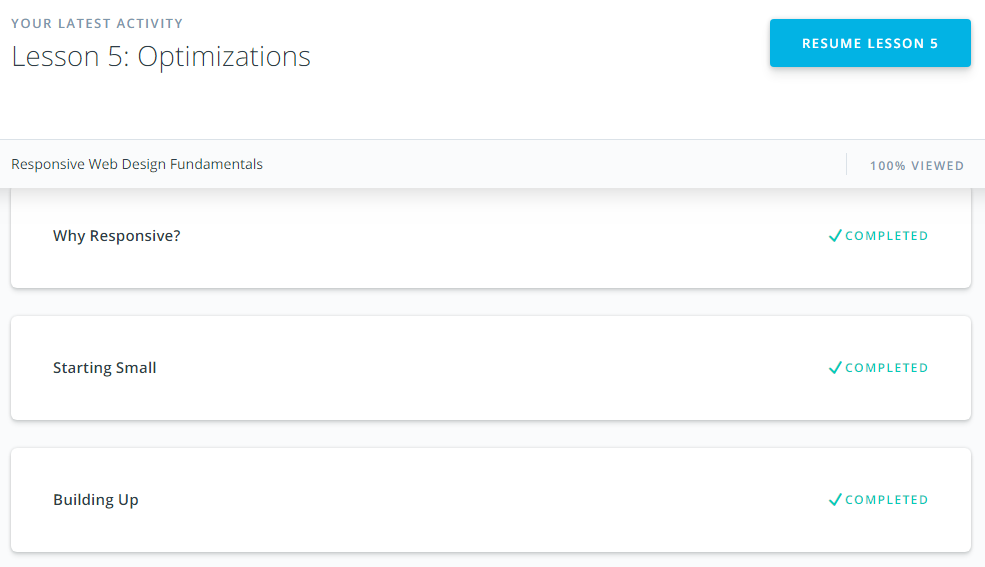 YOUR LATEST ACTIVITY
Lesson 5: Optimizations
RESUME LESSON 5
Responsive Web Design Fundamentals
100% VIEWED
Why Responsive?
COMPLETED
Starting Small
COMPLETED
Building Up
COMPLETED